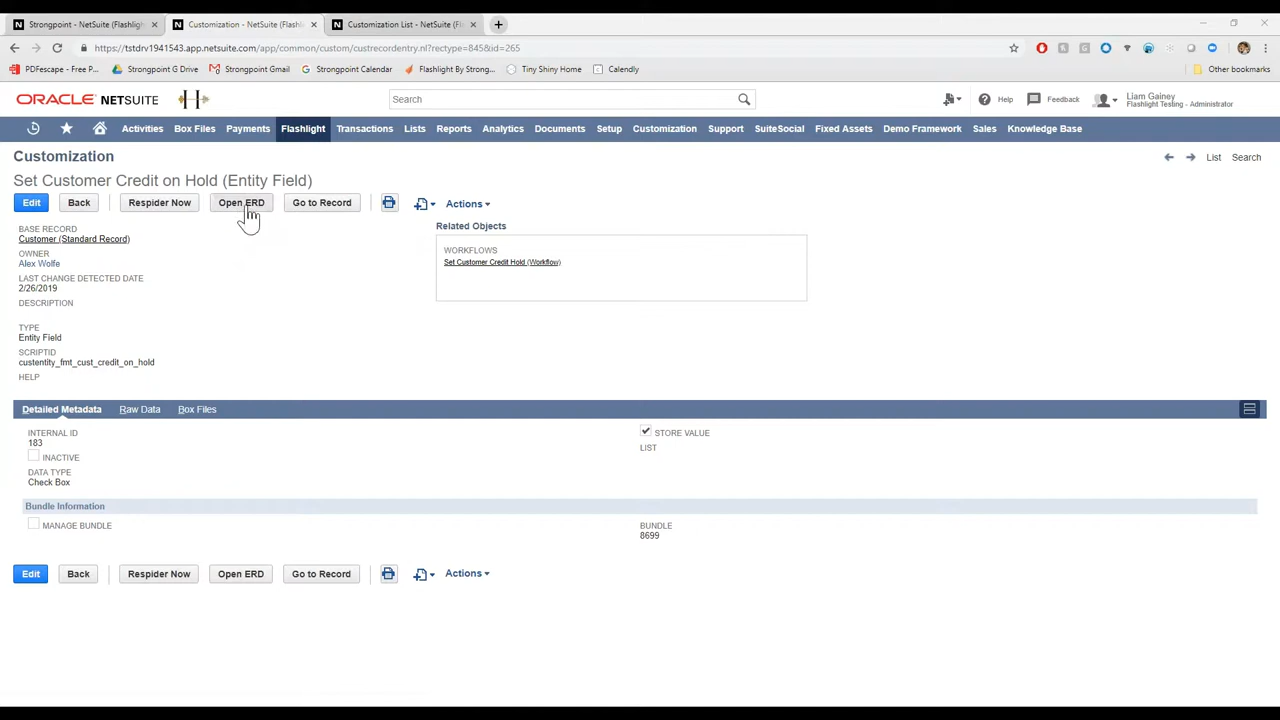 Strongpoint - NetSuite (Flashligh
Customization - NetSuite (Flashli
Customization List - NetSuite (Fl
https://tstdrv1941543.app.netsuite.com/app/common/custom/custrecordentry.nl?rectype=845&id=265
PDFescape - Free P...
Strongpoint G Drive
Strongpoint Gmail
Strongpoint Calendar
Flashlight By Strong...
Tiny Shiny Home
Calendly
Other bookmarks
ORACLE NETSUITE
Search
Help
Feedback
Liam Gainey
Flashlight Testing - Administrator
Activities
Box Files
Payments
Flashlight
Transactions
Lists
Reports
Analytics
Documents
Setup
Customization
Support
SuiteSocial
Fixed Assets
Demo Framework
Sales
Knowledge Base
Customization
List
Search
Set Customer Credit on Hold (Entity Field)
Edit
Back
Respider Now
Open ERD
Go to Record
Actions
BASE RECORD
Customer (Standard Record)
OWNER
Alex Wolfe
LAST CHANGE DETECTED DATE
2/26/2019
DESCRIPTION
TYPE
Entity Field
SCRIPTID
custentity_fmt_cust_credit_on_hold
HELP
Related Objects
WORKFLOWS
Set Customer Credit Hold (Workflow)
Detailed Metadata
Raw Data
Box Files
INTERNAL ID
183
INACTIVE
DATA TYPE
Check Box
STORE VALUE
LIST
Bundle Information
MANAGE BUNDLE
BUNDLE
8699
Edit
Back
Respider Now
Open ERD
Go to Record
Actions